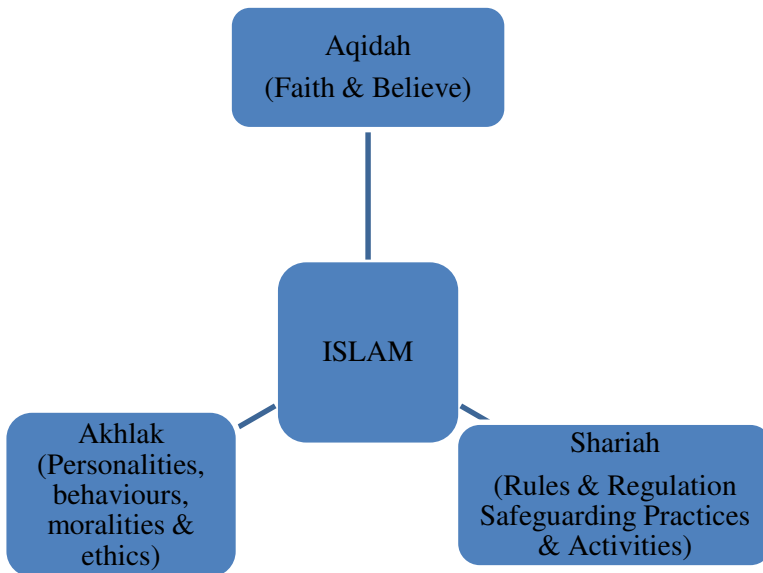 Aqidah
(Faith & Believe)
ISLAM
Akhlak
(Personalities,
behaviours,
moralities &
ethics)
Shariah
(Rules & Regulation
Safeguarding Practices
& Activities)